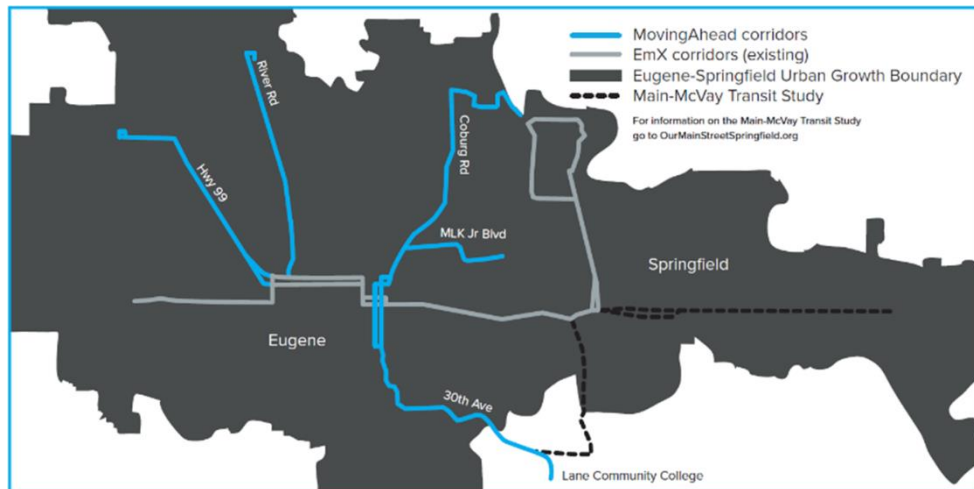 MovingAhead corridors
EmX corridors (existing)
Eugene-Springfield Urban Growth Boundary
Main-McVay Transit Study
For information on the Main-McVay Transit Study
go to OurMainStreetSpringfield.org
River Rd
Hwy 99
Coburg Rd
MLK Jr Blvd
Springfield
Eugene
30th Ave
Lane Community College